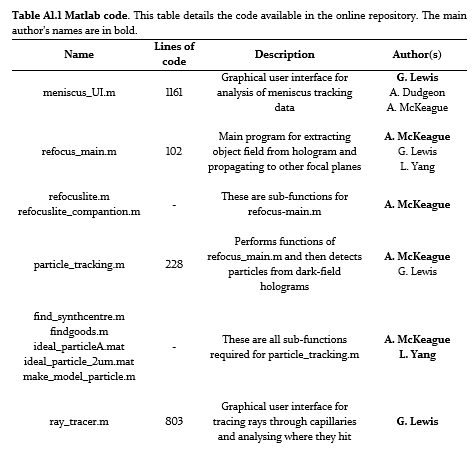 Table A1.1 Matlab code. This table details the code available in the online repository. The main
author's names are in bold.
Name
Lines of
code
Description
Author(s)
meniscus_UI.m
1161
Graphical user interface for
analysis of meniscus tracking
data
G. Lewis
A. Dudgeon
A. McKeague
refocus_main.m
102
Main program for extracting
object field from hologram and
propagating to other focal planes
A. McKeague
G. Lewis
L. Yang
refocuslite.m
refocuslite_compantion.m
-
These are sub-functions for
refocus-main.m
A. McKeague
particle_tracking.m
228
Performs functions of
refocus_main.m and then detects
particles from dark-field
holograms
A. McKeague
G. Lewis
find_synthcentre.m
findgoods.m
ideal_particleA.mat
ideal_particle_2um.mat
make_model_particle.m
-
These are all sub-functions
required for particle_tracking.m
A. McKeague
L. Yang
ray_tracer.m
803
Graphical user interface for
tracing rays through capillaries
and analysing where they hit
G. Lewis